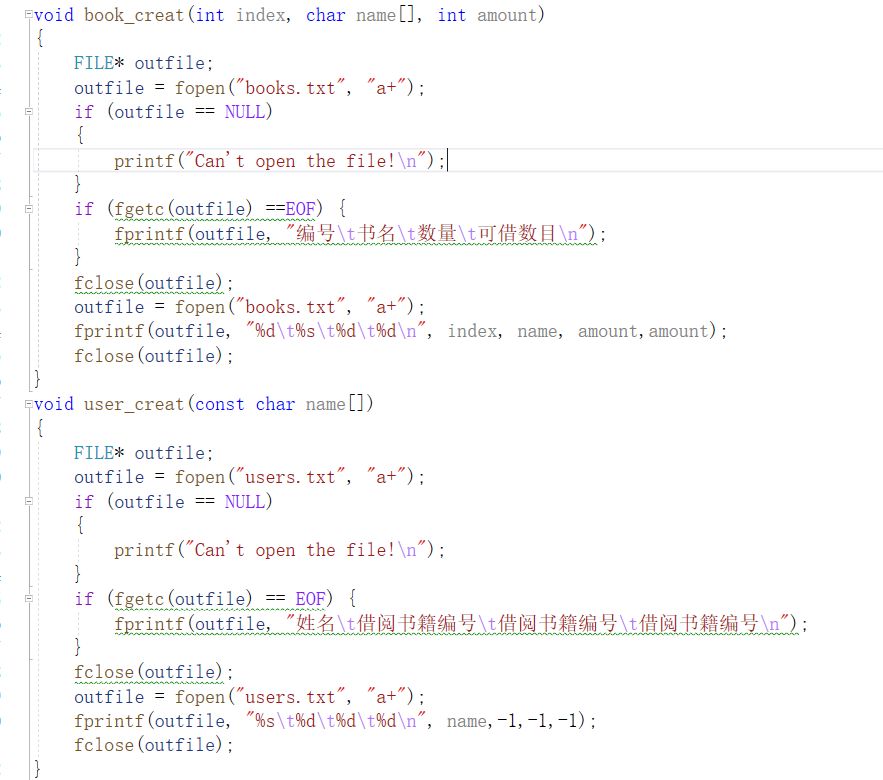 void book_creat(int index, char name[], int amount)
{
    FILE* outfile;
    outfile = fopen("books.txt", "a+");
    if (outfile == NULL)
    {
        printf("Can't open the file!\n");
    }
    if (fgetc(outfile) ==EOF) {
        fprintf(outfile, "编号\t书名\t数量\t可借数目\n");
    }
    fclose(outfile);
    outfile = fopen("books.txt", "a+");
    fprintf(outfile, "%d\t%s\t%d\t%d\n", index, name, amount,amount);
    fclose(outfile);
}
void user_creat(const char name[])
{
    FILE* outfile;
    outfile = fopen("users.txt", "a+");
    if (outfile == NULL)
    {
        printf("Can't open the file!\n");
    }
    if (fgetc(outfile) == EOF) {
        fprintf(outfile, "姓名\t借阅书籍编号\t借阅书籍编号\t借阅书籍编号\n");
    }
    fclose(outfile);
    outfile = fopen("users.txt", "a+");
    fprintf(outfile, "%s\t%d\t%d\t%d\n", name,-1,-1,-1);
    fclose(outfile);
}